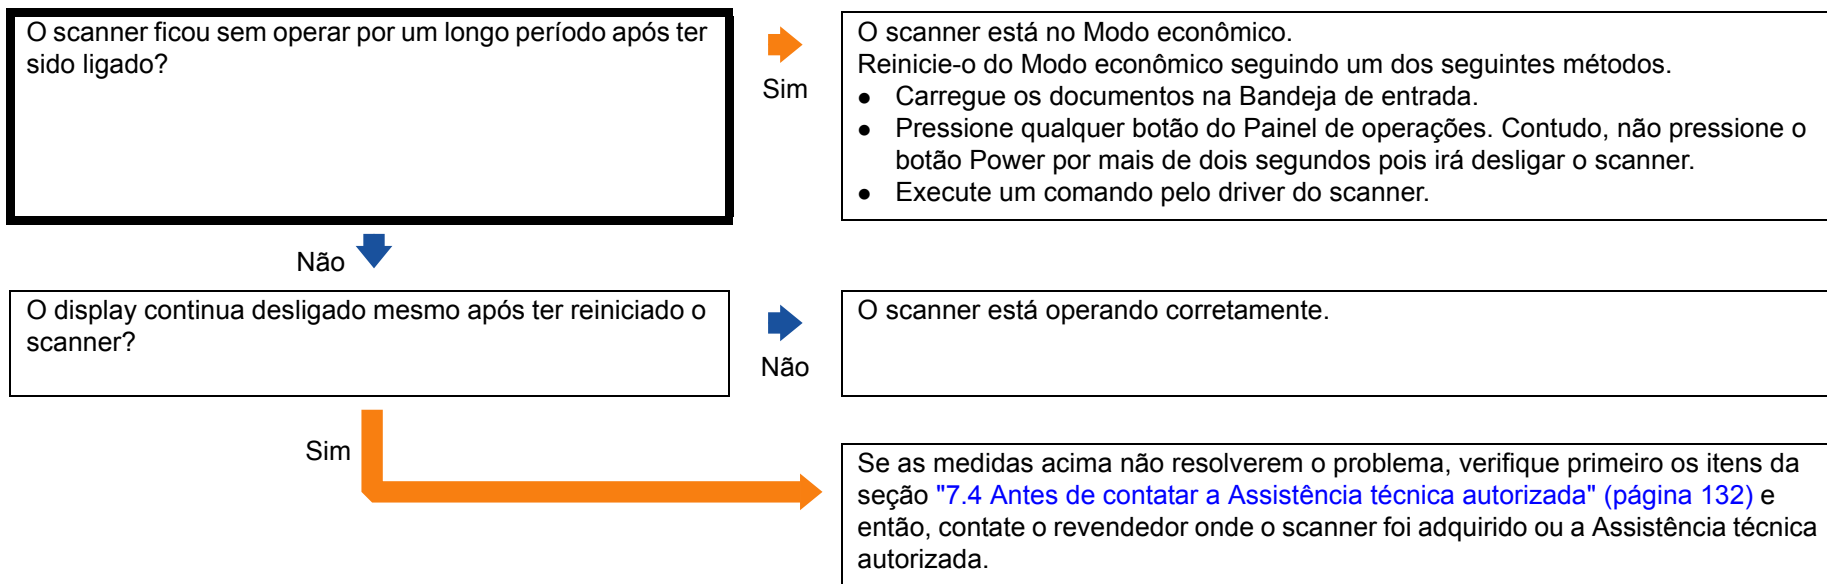 O scanner ficou sem operar por um longo período após ter
sido ligado?
Sim
O scanner está no Modo econômico.
Reinicie-o do Modo econômico seguindo um dos seguintes métodos.
● Carregue os documentos na Bandeja de entrada.
● Pressione qualquer botão do Painel de operações. Contudo, não pressione o
botão Power por mais de dois segundos pois irá desligar o scanner.
● Execute um comando pelo driver do scanner.
Não
O display continua desligado mesmo após ter reiniciado o
scanner?
Não
O scanner está operando corretamente.
Sim
Se as medidas acima não resolverem o problema, verifique primeiro os itens da
seção "7.4 Antes de contatar a Assistência técnica autorizada" (página 132) e
então, contate o revendedor onde o scanner foi adquirido ou a Assistência técnica
autorizada.